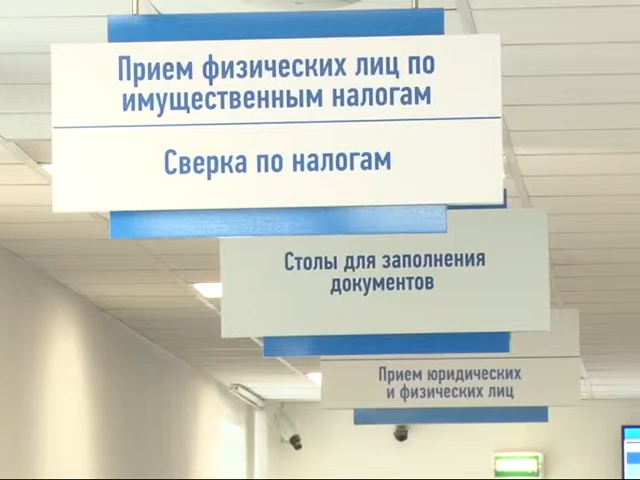 Прием физических лиц по
имущественным налогам
Сверка по налогам
Столы для заполнения
документов
Прием юридических
и физических лиц